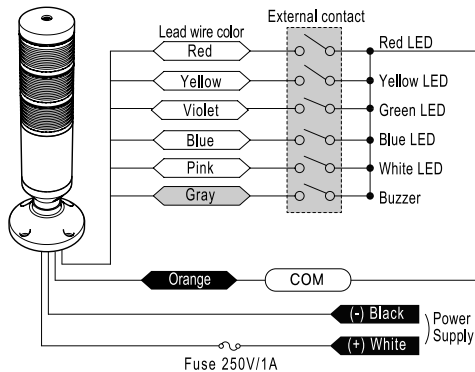 Lead wire color
External contact
Red
Red LED
Yellow
Yellow LED
Violet
Green LED
Blue
Blue LED
Pink
White LED
Gray
Buzzer
Orange
COM
(-) Black
(+) White
Power
Supply
Fuse 250V/1A